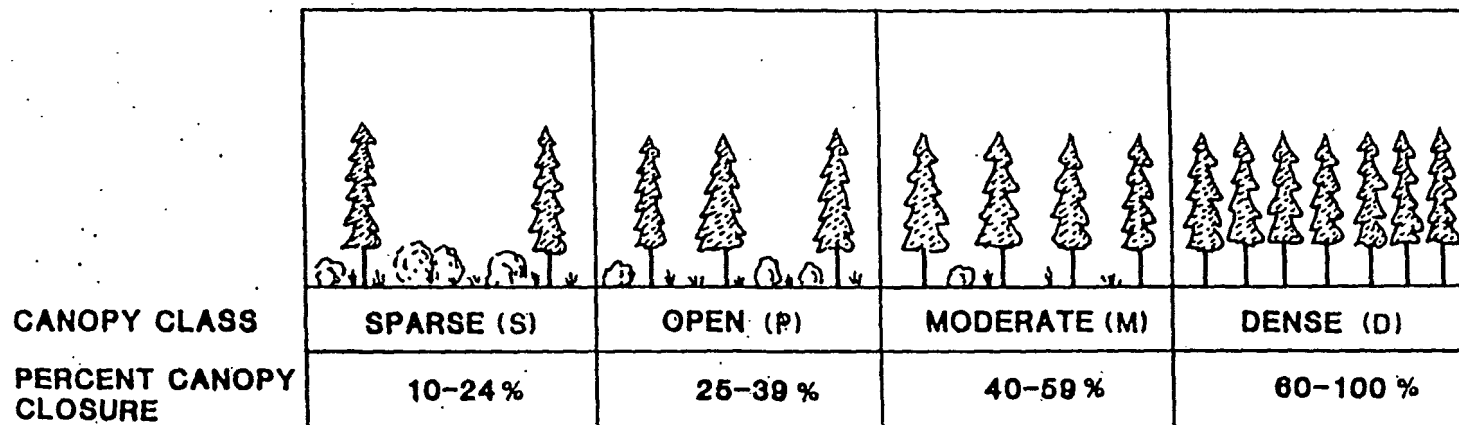 CANOPY CLASS SPARSE (S) OPEN (P) MODERATE (M) DENSE (D)
PERCENT CANOPY CLOSURE 10-24 % 25-39 % 40-59 % 60-100 %